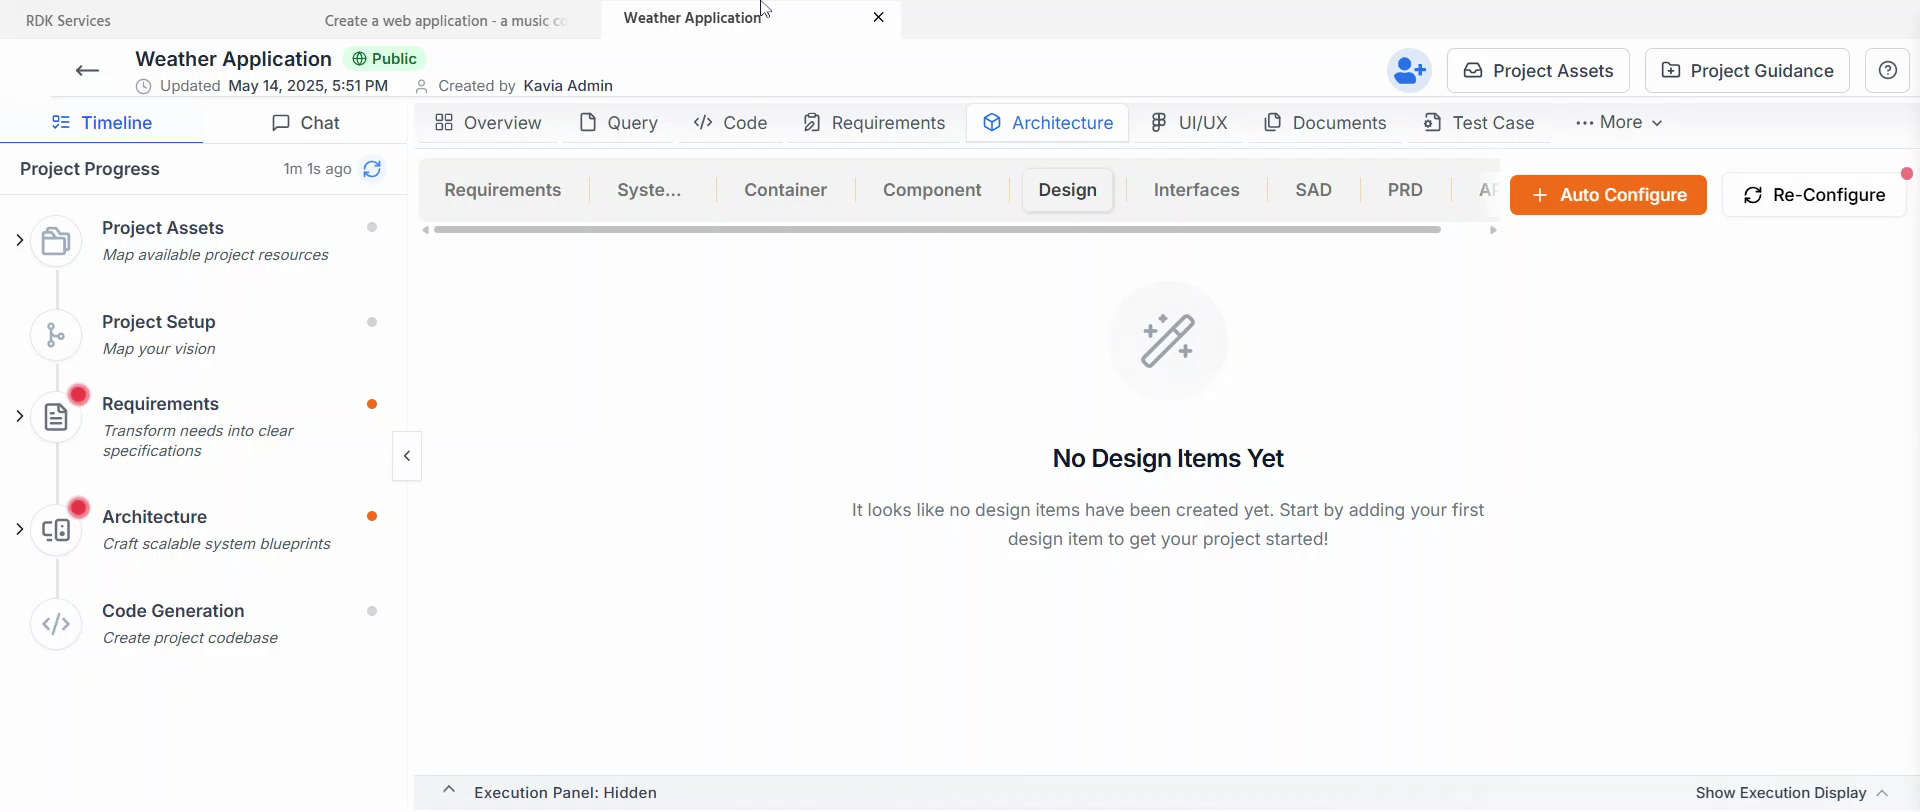 RDK Services
Create a web application - a music co
Weather Application
Weather Application
Public
Updated May 14, 2025, 5:51 PM
Created by Kavia Admin
Project Assets
Project Guidance
Timeline
Chat
Overview
Query
Code
Requirements
Architecture
UI/UX
Documents
Test Case
More
Project Progress
1m 1s ago
Requirements
Syste...
Container
Component
Design
Interfaces
SAD
PRD
Auto Configure
Re-Configure
Project Assets
Map available project resources
Project Setup
Map your vision
Requirements
Transform needs into clear
specifications
Architecture
Craft scalable system blueprints
Code Generation
Create project codebase
No Design Items Yet
It looks like no design items have been created yet. Start by adding your first
design item to get your project started!
Execution Panel: Hidden
Show Execution Display